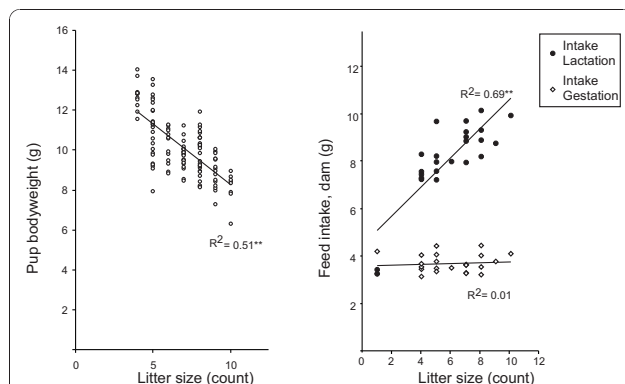 16
14
12
10
8
6
4
2
0
5
10
Pup bodyweight (g)
Litter size (count)
R2= 0.51**
12
10
8
6
4
2
0
2
4
6
8
10
12
Feed intake, dam (g)
Litter size (count)
R2= 0.69**
R2= 0.01
Intake
Lactation
Intake
Gestation